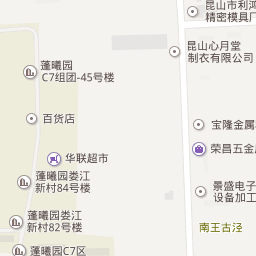 昆山市利鸿
精密模具厂
昆山心月堂
制衣有限公司
蓬曦园
C7组团-45号楼
百货店
宝隆金属
华联超市
荣昌五金
蓬曦园娄江
新村84号楼
景盛电子
设备加工
蓬曦园娄江
新村82号楼
南王古泾
蓬曦园C7区